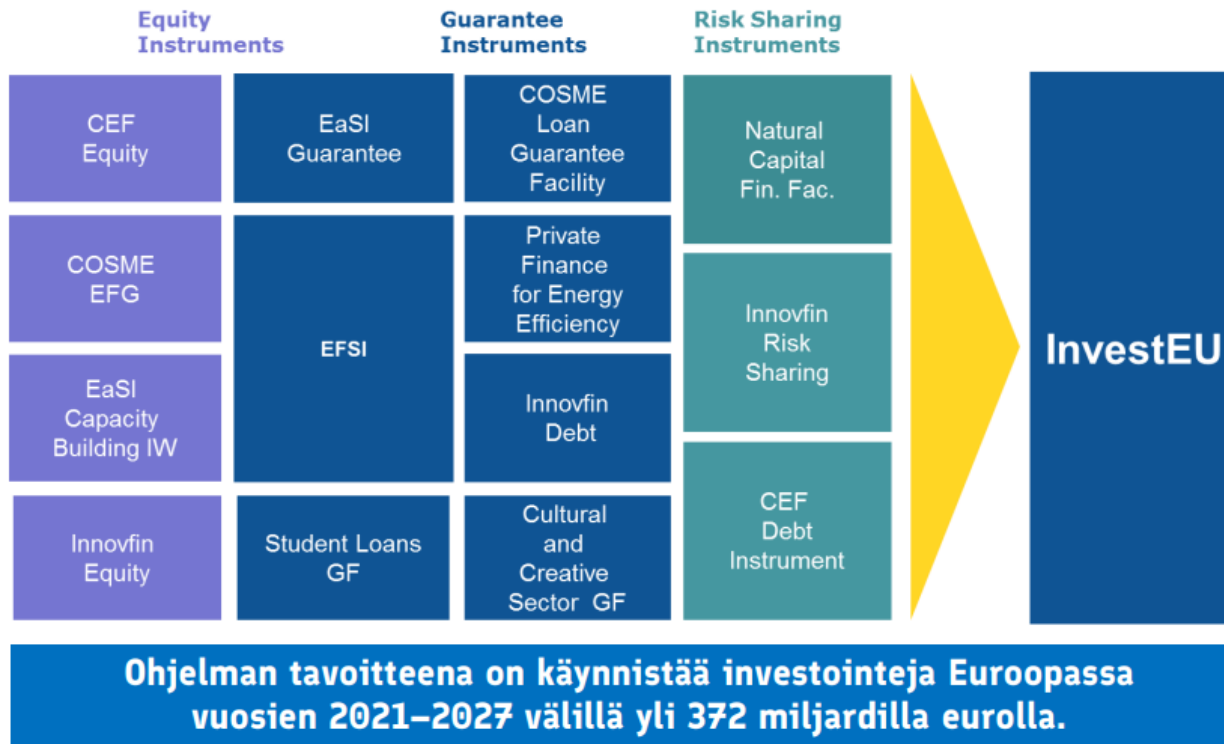 Equity
Instruments
Guarantee
Instruments
Risk Sharing
Instruments
CEF
Equity
COSME
EFG
EaSI
Capacity
Building IW
Innovfin
Equity
EaSI
Guarantee
EFSI
Student Loans
GF
COSME
Loan
Guarantee
Facility
Private
Finance
for Energy
Efficiency
Innovfin
Debt
Cultural
and
Creative
Sector GF
Natural
Capital
Fin. Fac.
Innovfin
Risk
Sharing
CEF
Debt
Instrument
InvestEU
Ohjelman tavoitteena on käynnistää investointeja Euroopassa
vuosien 2021–2027 välillä yli 372 miljardilla eurolla.